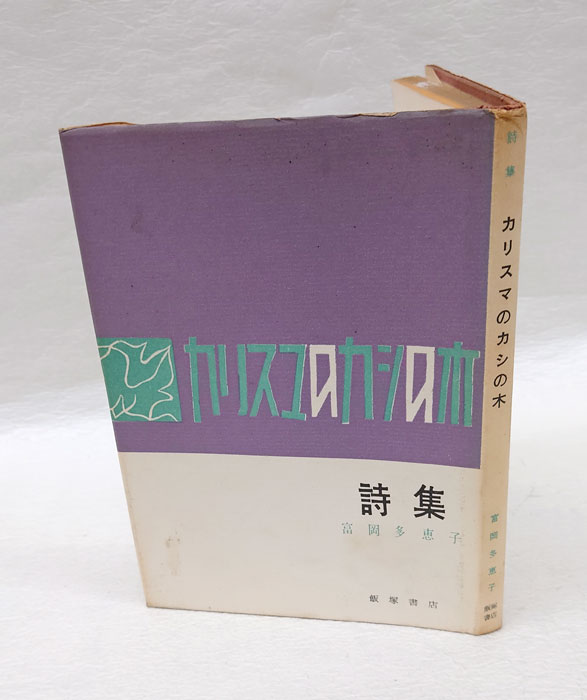 カリスマのカシの木
詩集
富岡多恵子
飯塚書店
詩集
カリスマのカシの木
富岡多恵子
飯塚書店